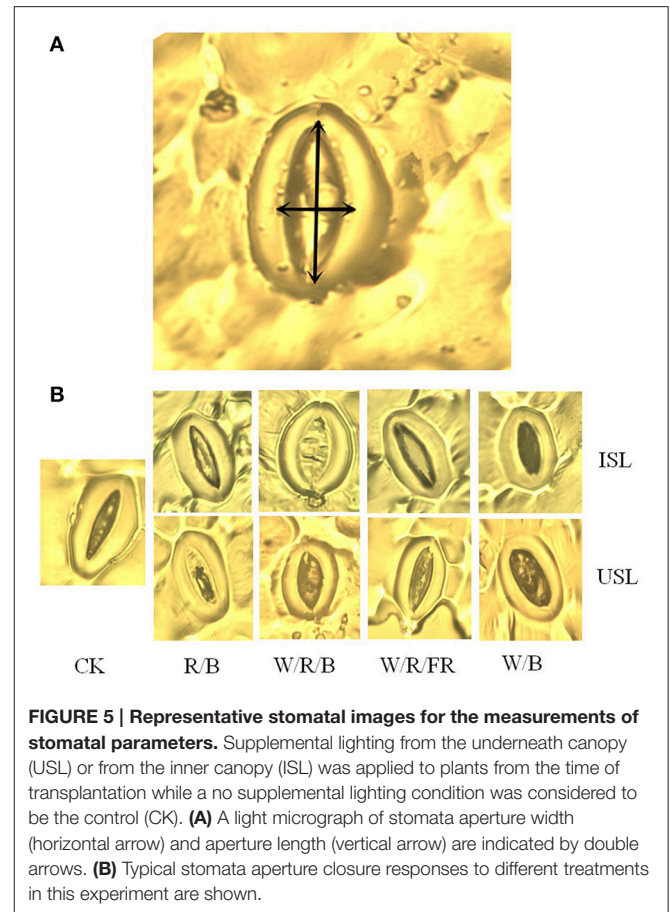 A
B
ISL
USL
CK R/B W/R/B W/R/FR W/B
FIGURE 5 | Representative stomatal images for the measurements of
stomatal parameters. Supplemental lighting from the underneath canopy
(USL) or from the inner canopy (ISL) was applied to plants from the time of
transplantation while a no supplemental lighting condition was considered to
be the control (CK). (A) A light micrograph of stomata aperture width
(horizontal arrow) and aperture length (vertical arrow) are indicated by double
arrows. (B) Typical stomata aperture closure responses to different treatments
in this experiment are shown.